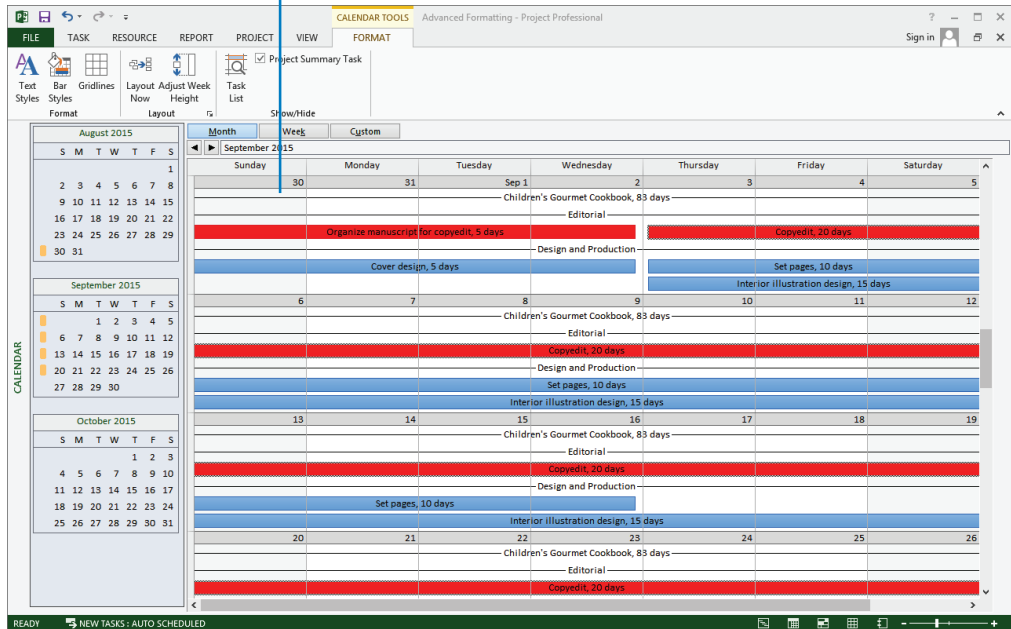 CALENDAR TOOLS Advanced Formatting - Project Professional ?
FILE TASK RESOURCE REPORT PROJECT VIEW FORMAT Sign in
Text Styles Bar Styles Gridlines Layout Now Adjust Week Height Task List Project Summary Task
Format Layout Show/Hide
CALENDAR
August 2015
S M T W T F S
1
2 3 4 5 6 7 8
9 10 11 12 13 14 15
16 17 18 19 20 21 22
23 24 25 26 27 28 29
30 31
September 2015
S M T W T F S
1 2 3 4 5
6 7 8 9 10 11 12
13 14 15 16 17 18 19
20 21 22 23 24 25 26
27 28 29 30
October 2015
S M T W T F S
1 2 3
4 5 6 7 8 9 10
11 12 13 14 15 16 17
18 19 20 21 22 23 24
25 26 27 28 29 30 31
Month Week Custom
September 2015
Sunday Monday Tuesday Wednesday Thursday Friday Saturday
30 31 Sep 1 2 3 4 5
Children's Gourmet Cookbook, 83 days
Editorial
Organize manuscript for copyedit, 5 days Copyedit, 20 days
Design and Production
Cover design, 5 days Set pages, 10 days
Interior illustration design, 15 days
6 7 8 9 10 11 12
Children's Gourmet Cookbook, 83 days
Editorial
Copyedit, 20 days
Design and Production
Set pages, 10 days
Interior illustration design, 15 days
13 14 15 16 17 18 19
Children's Gourmet Cookbook, 83 days
Editorial
Copyedit, 20 days
Design and Production
Set pages, 10 days
Interior illustration design, 15 days
20 21 22 23 24 25 26
Children's Gourmet Cookbook, 83 days
Editorial
Copyedit, 20 days
READY NEW TASKS : AUTO SCHEDULED